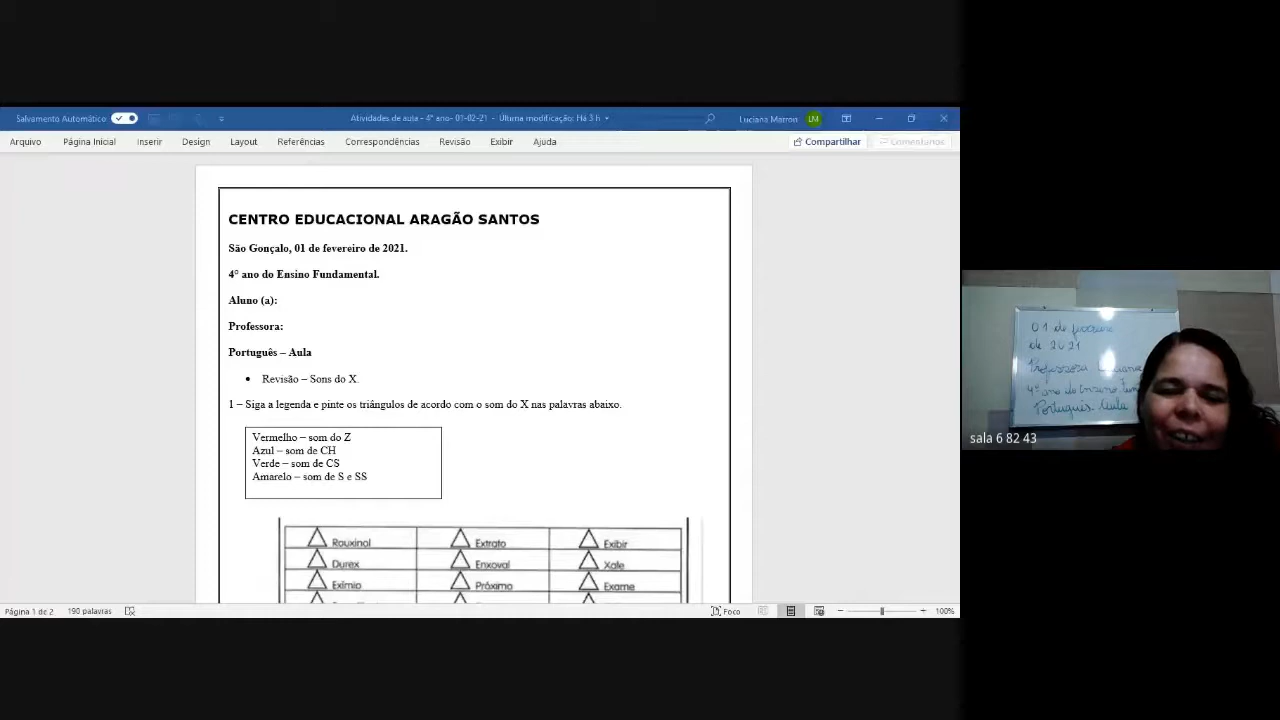 Salvamento Automático
Atividades de aula – 4° ano- 01-02-21 - Última modificação: Há 3 h
Luciana Marron LM
Arquivo Página Inicial Inserir Design Layout Referências Correspondências Revisão Exibir Ajuda
Compartilhar Comentários
CENTRO EDUCACIONAL ARAGÃO SANTOS
São Gonçalo, 01 de fevereiro de 2021.
4° ano do Ensino Fundamental.
Aluno (a):
Professora:
Português – Aula
• Revisão – Sons do X.
1 – Siga a legenda e pinte os triângulos de acordo com o som do X nas palavras abaixo.
Vermelho – som do Z
Azul – som de CH
Verde – som de CS
Amarelo – som de S e SS
Rouxinol Extrato Exibir
Durex Enxoval Xale
Exímio Próximo Exame
Página 1 de 2 190 palavras
Foco
100%
01 de fevereiro
de 2021
Professora Luciana
4º ano do Ensino
Português Aula
sala 6 82 43